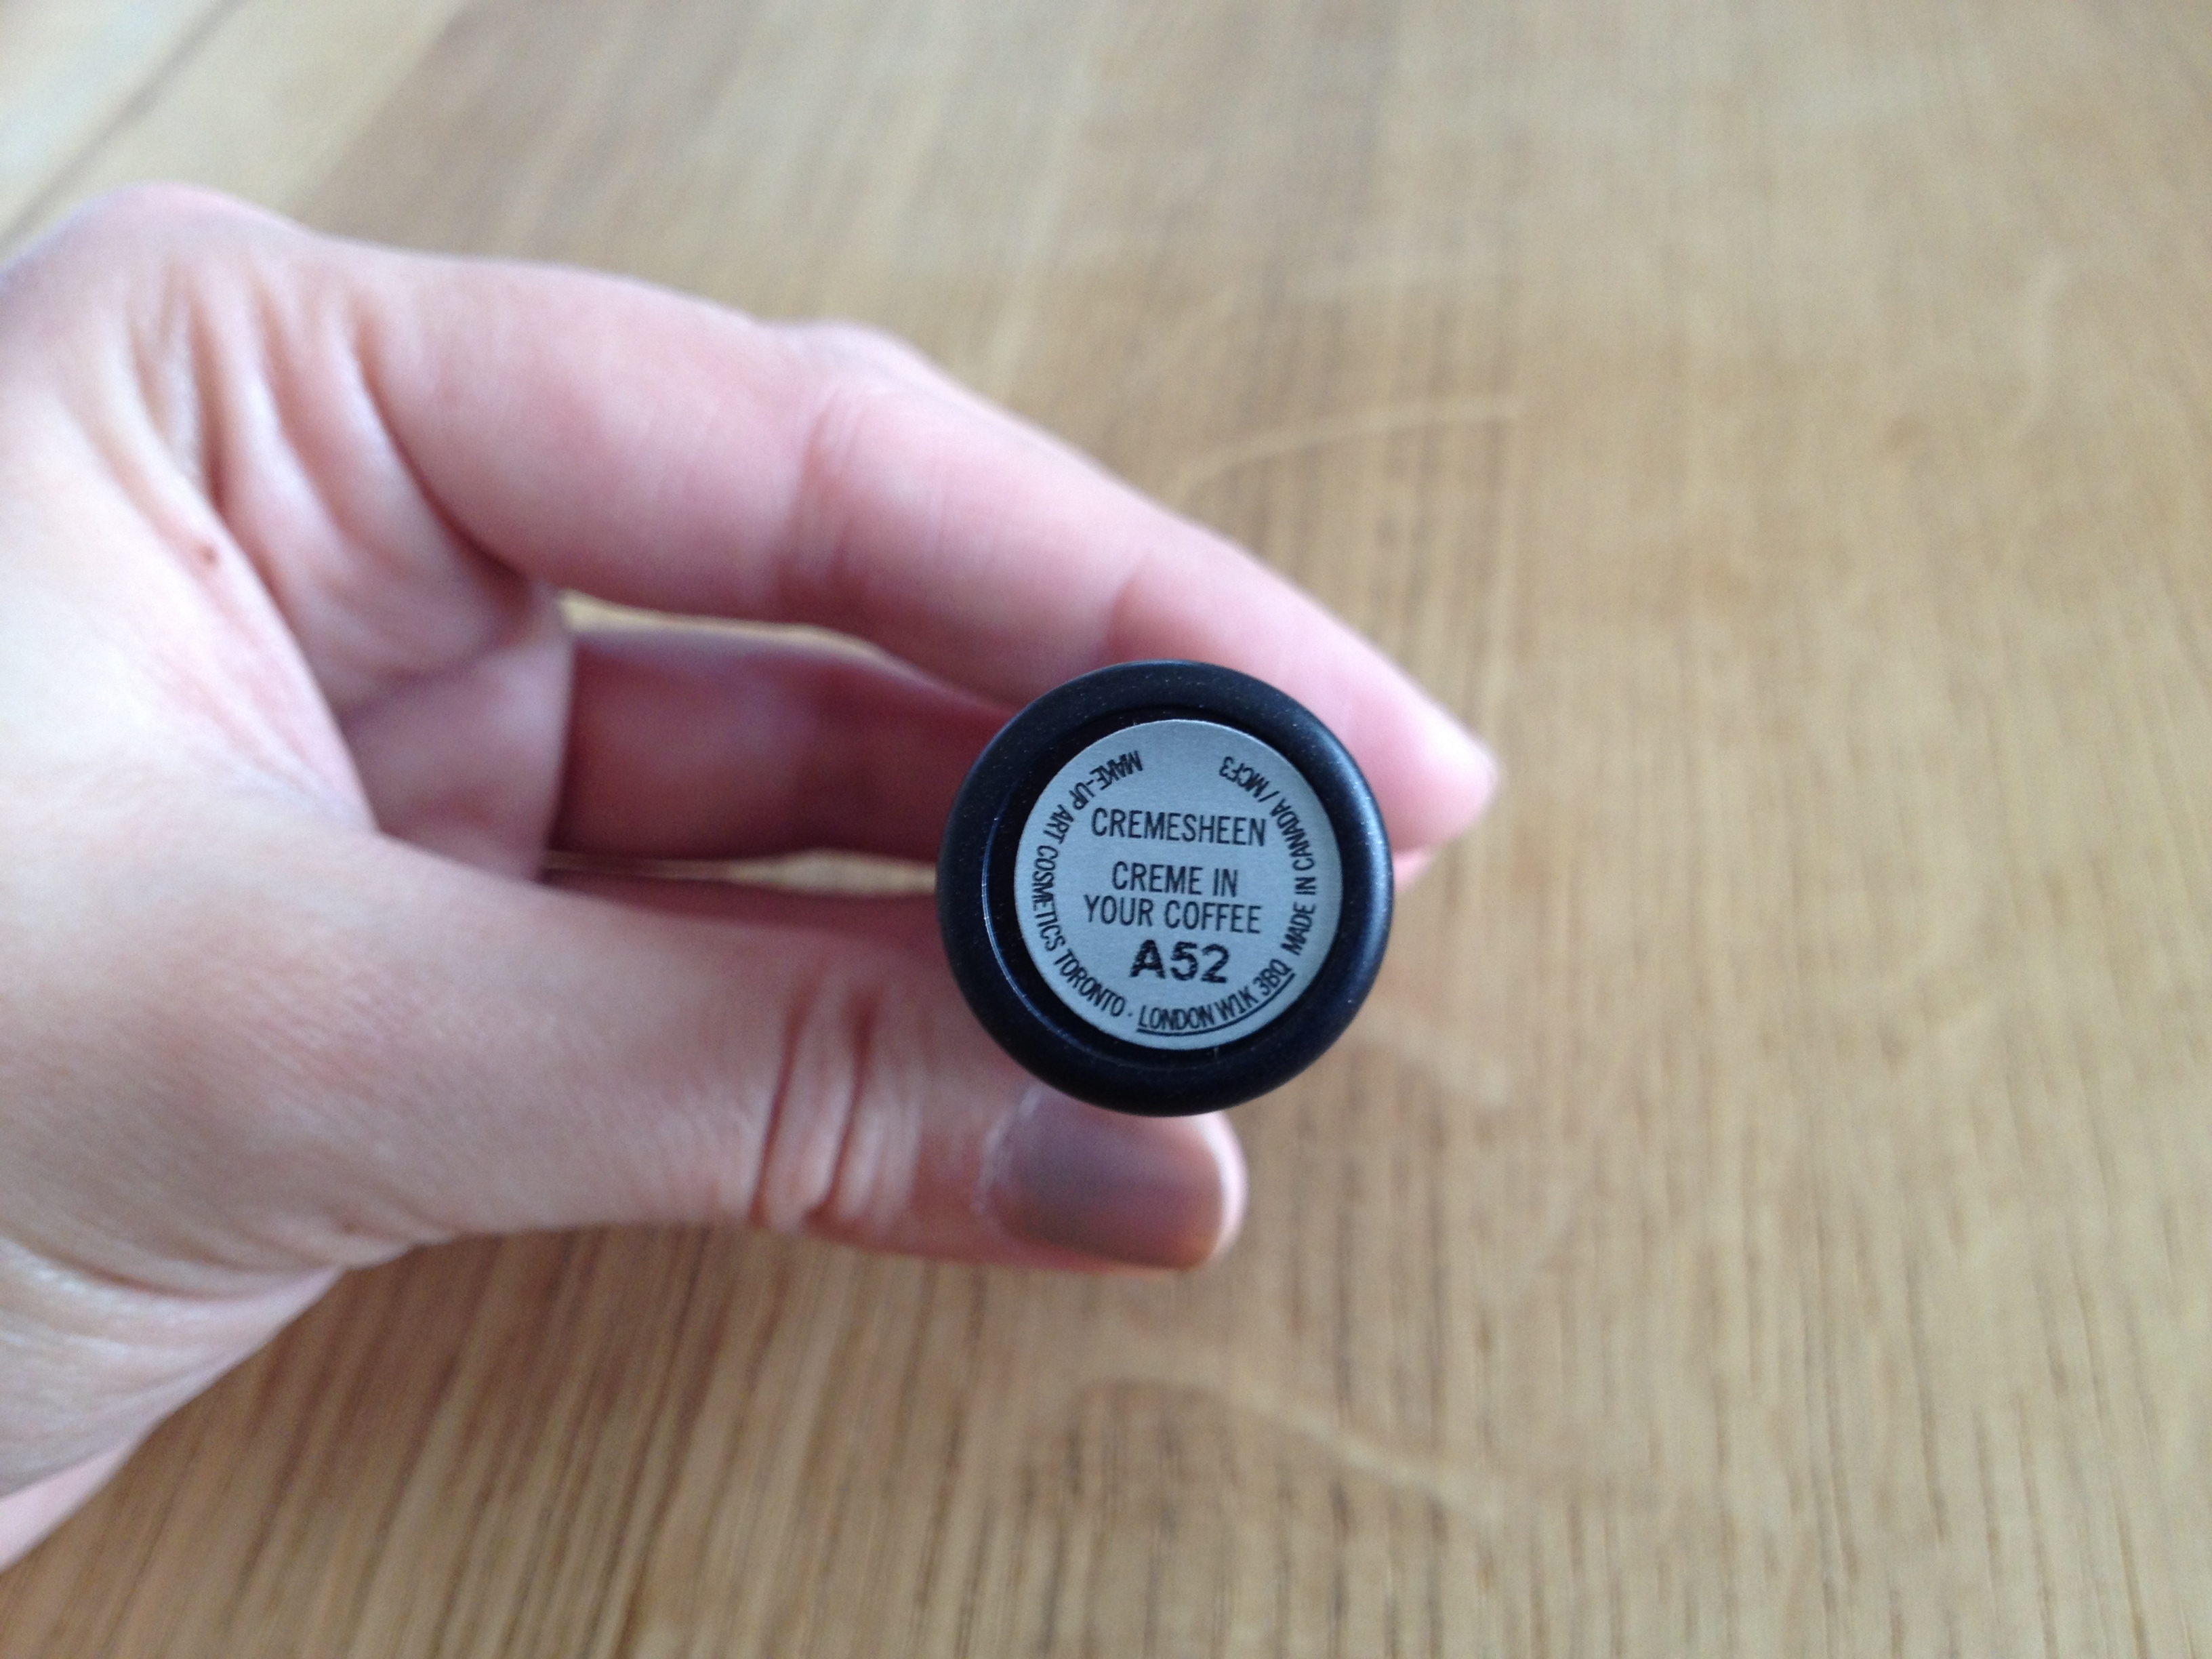 CREMESHEEN
CREME IN
YOUR COFFEE
A52
MAKE-UP ART COSMETICS TORONTO · LONDON W1K 3BQ MADE IN CANADA / MCF3